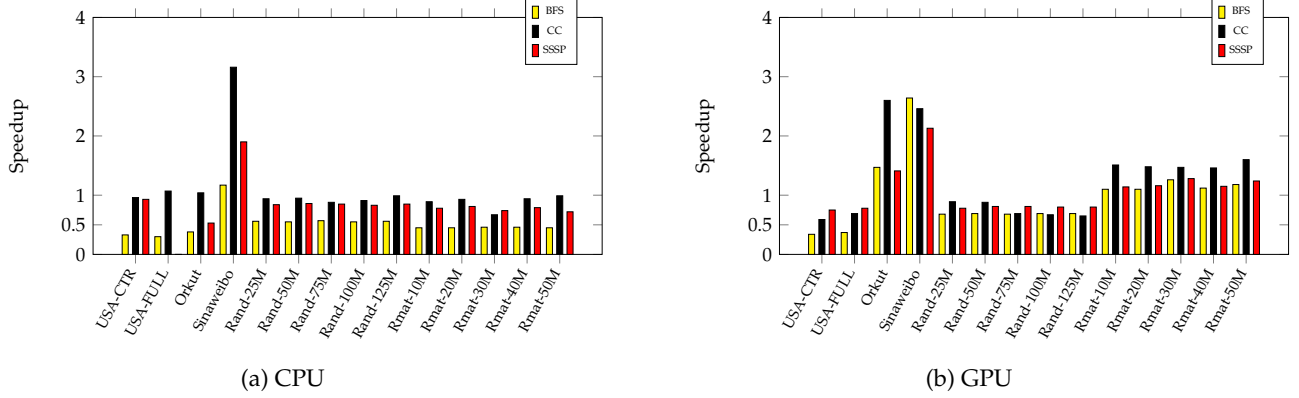 BFS
CC
SSSP
4
3
2
1
0.5
0
Speedup
USA-CTR
USA-FULL
Orkut
Sinaweibo
Rand-25M
Rand-50M
Rand-75M
Rand-100M
Rand-125M
Rmat-10M
Rmat-20M
Rmat-30M
Rmat-40M
Rmat-50M
(a) CPU
BFS
CC
SSSP
4
3
2
1
0.5
0
Speedup
USA-CTR
USA-FULL
Orkut
Sinaweibo
Rand-25M
Rand-50M
Rand-75M
Rand-100M
Rand-125M
Rmat-10M
Rmat-20M
Rmat-30M
Rmat-40M
Rmat-50M
(b) GPU